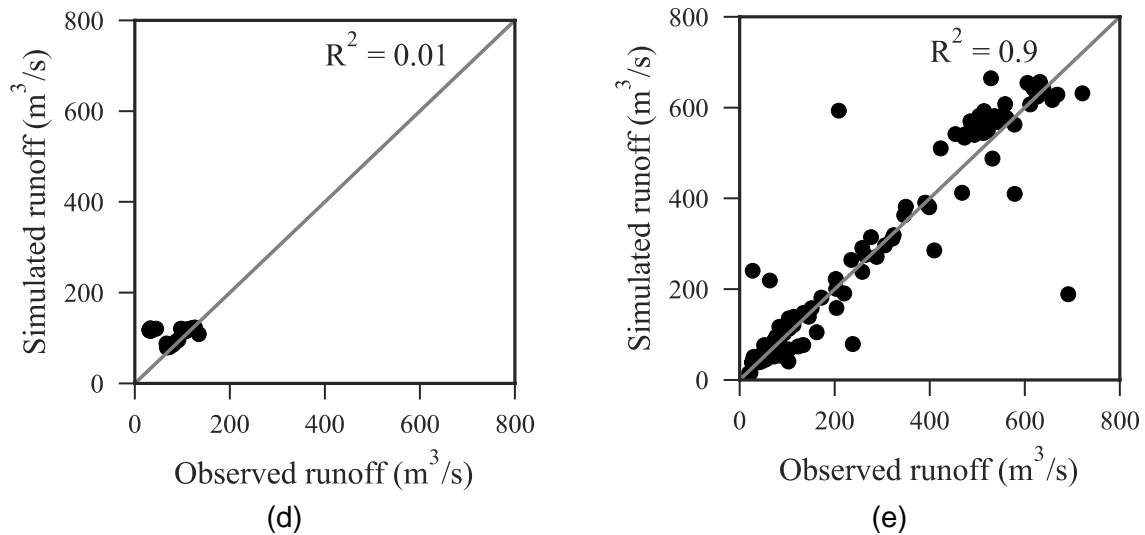 Simulated runoff (m³/s)
800
600
400
200
0
R² = 0.01
0 200 400 600 800
Observed runoff (m³/s)
(d)
Simulated runoff (m³/s)
800
600
400
200
0
R² = 0.9
0 200 400 600 800
Observed runoff (m³/s)
(e)